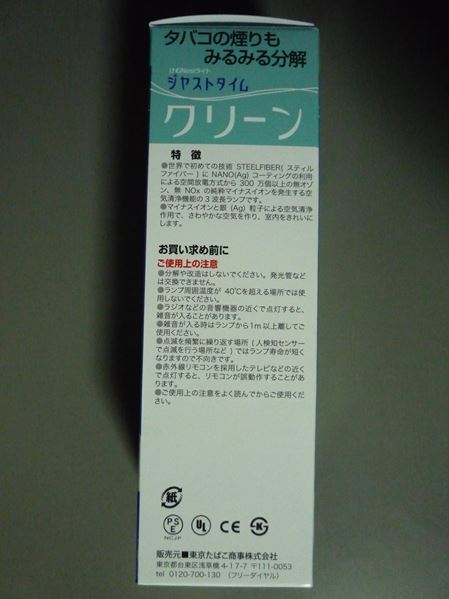 タバコの煙りも
みるみる分解
ジヤストタイム
クリーン
特 徴
●世界で初めての技術 STEELFIBER( スティル
ファイバー ) に NANO(Ag) コーティングの利用
による空間放電方式から 300 万個以上の無オゾ
ン、無 NOx の純粋マイナスイオンを発生する空
気清浄機能の 3 波長ランプです。
●マイナスイオンと銀 (Ag) 粒子による空気清浄
作用で、さわやかな空気を作り、室内をきれいに
します。
お買い求め前に
ご使用上の注意
●分解や改造はしないでください。発光管など
は交換できません。
●ランプ周囲温度が 40℃を超える場所では使
用しないでください。
●ラジオなどの音響機器の近くで点灯すると、
雑音が入ることがあります。
●雑音が入る時はランプから1m以上離してご
使用ください。
●点滅を頻繁に繰り返す場所 ( 人検知センサー
で点滅を行う場所など ) ではランプ寿命が短く
なりますので不向きです。
●赤外線リモコンを採用したテレビなどの近く
で点灯すると、リモコンが誤動作することがあ
ります。
●ご使用上の注意をよく読んでからご使用くだ
さい。
紙
PS
E
NCJP
UL
CE
販売元■東京たばこ商事株式会社
東京都台東区浅草橋 4-17-7 〒111-0053
tel 0120-700-130 （フリーダイヤル）